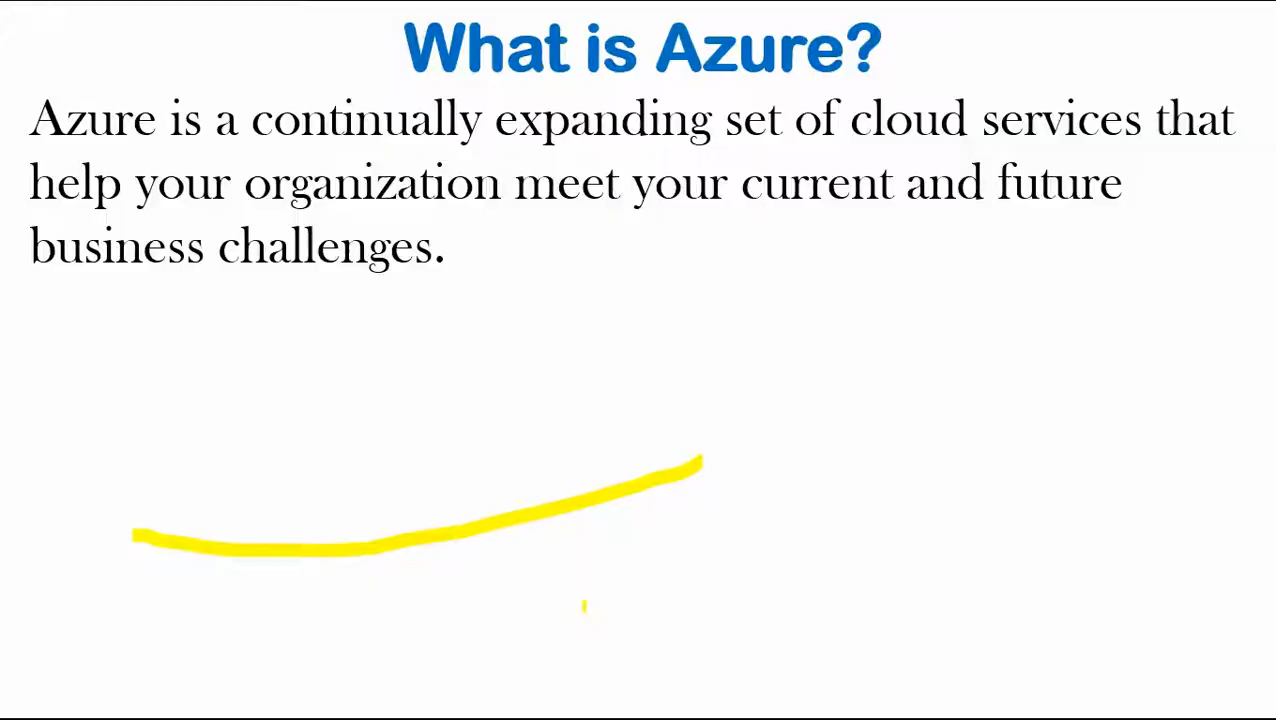 What is Azure?
Azure is a continually expanding set of cloud services that
help your organization meet your current and future
business challenges.